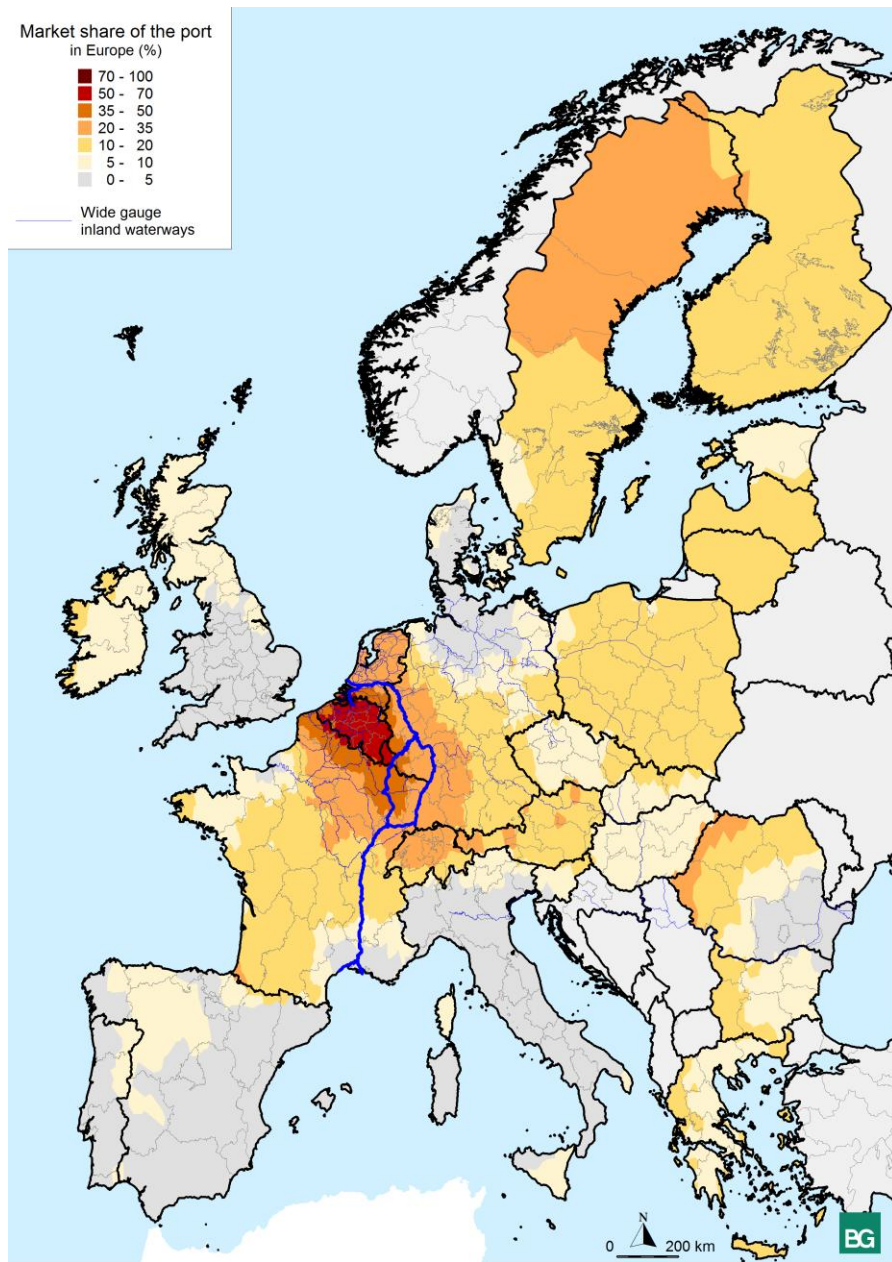 Market share of the port
in Europe (%)
70 - 100
50 - 70
35 - 50
20 - 35
10 - 20
5 - 10
0 - 5
Wide gauge
inland waterways
N
0 200 km
BG